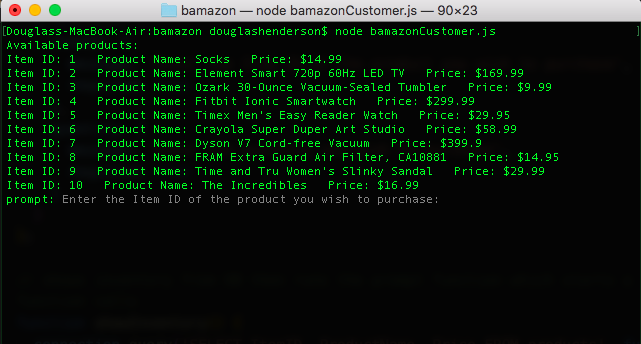 bamazon — node bamazonCustomer.js — 90×23
[Douglass-MacBook-Air:bamazon douglashenderson$ node bamazonCustomer.js ]
Available products:
Item ID: 1   Product Name: Socks   Price: $14.99
Item ID: 2   Product Name: Element Smart 720p 60Hz LED TV   Price: $169.99
Item ID: 3   Product Name: Ozark 30-Ounce Vacuum-Sealed Tumbler   Price: $9.99
Item ID: 4   Product Name: Fitbit Ionic Smartwatch   Price: $299.99
Item ID: 5   Product Name: Timex Men's Easy Reader Watch   Price: $29.95
Item ID: 6   Product Name: Crayola Super Duper Art Studio   Price: $58.99
Item ID: 7   Product Name: Dyson V7 Cord-free Vacuum   Price: $399.9
Item ID: 8   Product Name: FRAM Extra Guard Air Filter, CA10881   Price: $14.95
Item ID: 9   Product Name: Time and Tru Women's Slinky Sandal   Price: $29.99
Item ID: 10   Product Name: The Incredibles   Price: $16.99
prompt: Enter the Item ID of the product you wish to purchase: